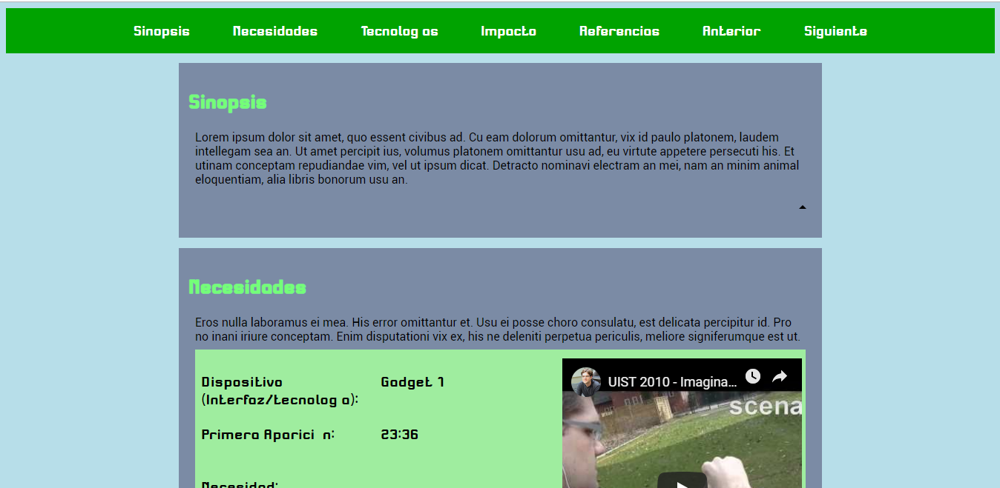 Sinopsis Necesidades Tecnolog as Impacto Referencias Anterior Siguiente
Sinopsis
Lorem ipsum dolor sit amet, quo essent civibus ad. Cu eam dolorum omittantur, vix id paulo platonem, laudem
intellegam sea an. Ut amet percipit ius, volumus platonem omittantur usu ad, eu virtute appetere persecuti his. Et
utinam conceptam repudiandae vim, vel ut ipsum dicat. Detracto nominavi electram an mei, nam an minim animal
eloquentiam, alia libris bonorum usu an.
Necesidades
Eros nulla laboramus ei mea. His error omittantur et. Usu ei posse choro consulatu, est delicata percipitur id. Pro
no inani iriure conceptam. Enim disputationi vix ex, his ne deleniti perpetua periculis, meliore signiferumque est ut.
Dispositivo
(Interfaz/tecnolog a):
Gadget 1
Primera Aparici n:
23:36
Necesidad:
UIST 2010 - Imagina...
scena